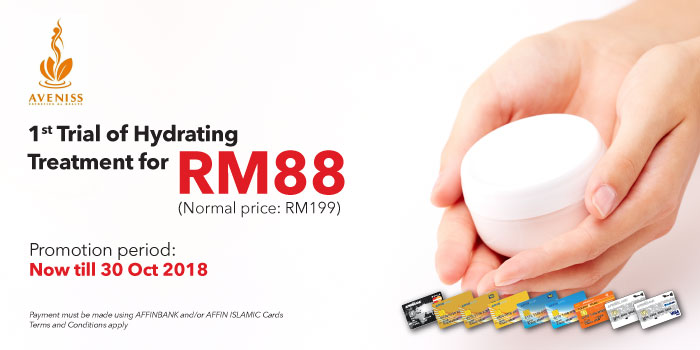 AVENISS
1st Trial of Hydrating
Treatment for RM88
(Normal price: RM199)
Promotion period:
Now till 30 Oct 2018
Payment must be made using AFFINBANK and/or AFFIN ISLAMIC Cards
Terms and Conditions apply